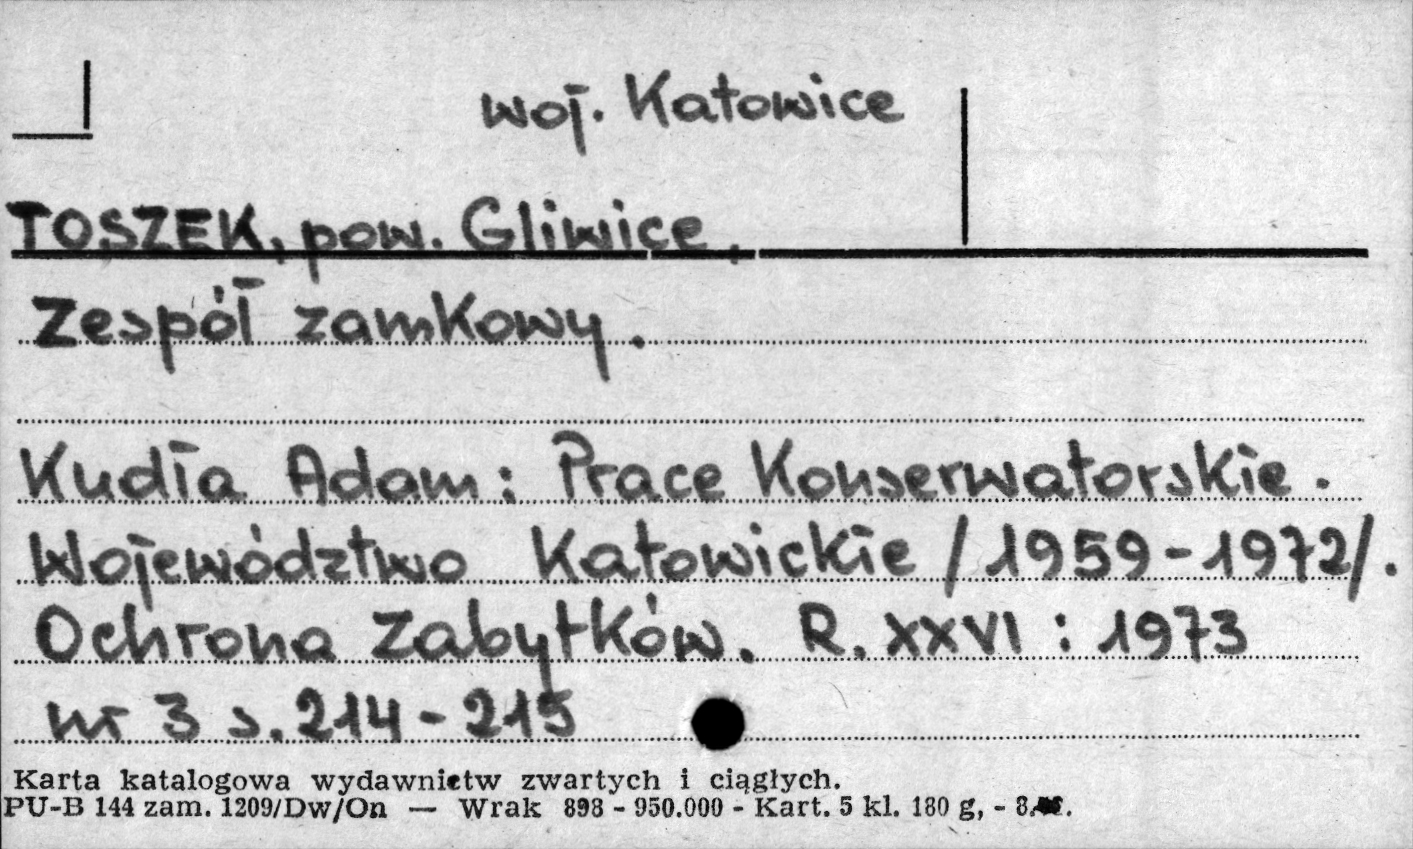 woj. Katowice
TOSZEK, pow. Gliwice.
Zespół zamkowy.
Kudła Adam: Prace Konserwatorskie.
Województwo Katowickie /1959-1972/.
Ochrona Zabytków. R. XXVI : 1973
nr 3 s. 214-215
Karta katalogowa wydawnictw zwartych i ciągłych.
PU-B 144 zam. 1209/Dw/On — Wrak 898 - 950.000 - Kart. 5 kl. 180 g, -